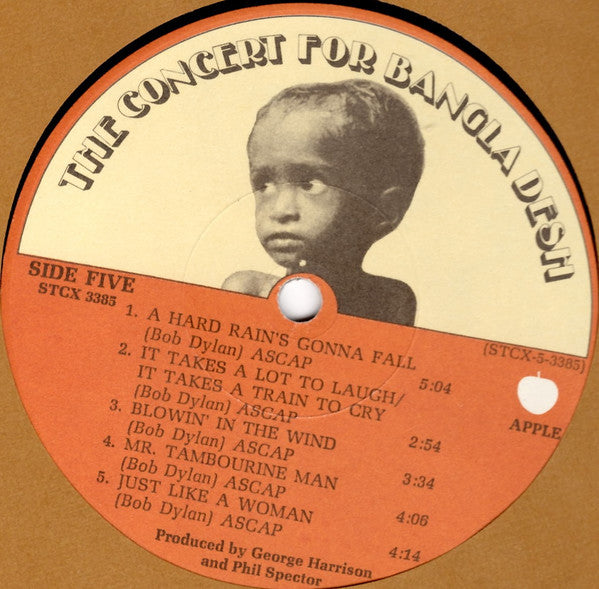 THE CONCERT FOR BANGLA DESH
SIDE FIVE
STCX 3385
(STCX-5-3385)
1. A HARD RAIN'S GONNA FALL
(Bob Dylan) ASCAP 5:04
2. IT TAKES A LOT TO LAUGH/
IT TAKES A TRAIN TO CRY
(Bob Dylan) ASCAP 2:54
3. BLOWIN' IN THE WIND
(Bob Dylan) ASCAP 3:34
4. MR. TAMBOURINE MAN
(Bob Dylan) ASCAP 4:06
5. JUST LIKE A WOMAN
(Bob Dylan) ASCAP 4:14
APPLE
Produced by George Harrison
and Phil Spector